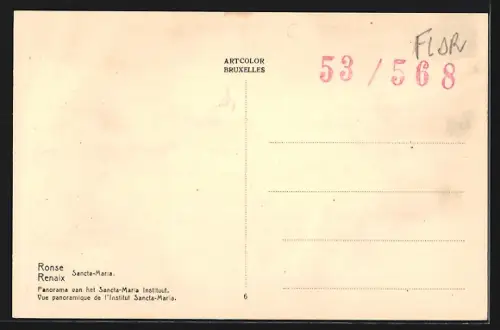 ARTCOLOR
BRUXELLES
FLDR
53 / 568
Ronse
Renaix
Sancta-Maria.
Panorama van het Sancta-Maria Instituut.
Vue panoramique de l'Institut Sancta-Maria.
6